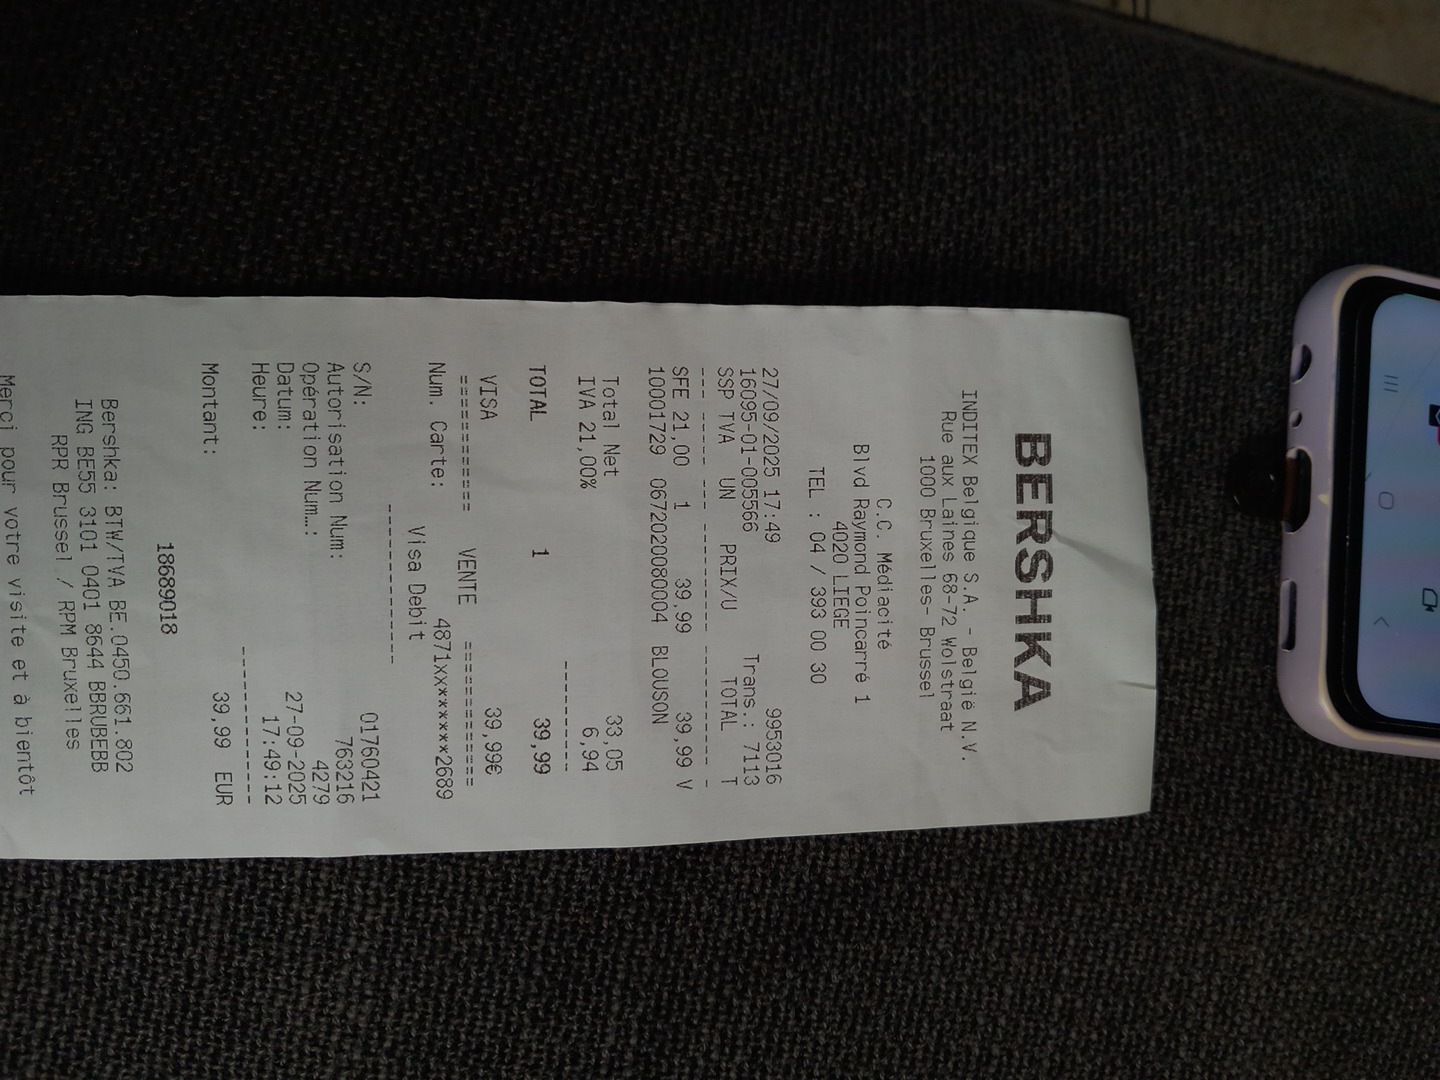 BERSHKA
INDITEX Belgique S.A. - België N.V.
Rue aux Laines 68-72 Wolstraat
1000 Bruxelles- Brussel
C.C. Médiacité
Blvd Raymond Poincarré 1
4020 LIEGE
TEL : 04 / 393 00 30
27/09/2025 17:49 9953016
16095-01-005566 Trans.: 7113
SSP TVA UN PRIX/U TOTAL T
SFE 21,00 1 39,99 39,99 V
10001729 06720200800004 BLOUSON
Total Net 33,05
IVA 21,00% 6,94
TOTAL 1 39,99
VISA 39,99€
========== VENTE ==========
Num. Carte: 4871xx******2689
Visa Debit
S/N: 01760421
Autorisation Num: 763216
Opération Num..: 4279
Datum: 27-09-2025
Heure: 17:49:12
Montant: 39,99 EUR
18689018
Bershka: BTW/TVA BE.0450.661.802
ING BE55 3101 0401 8644 BBRUBEBB
RPR Brussel / RPM Bruxelles
Merci pour votre visite et à bientôt